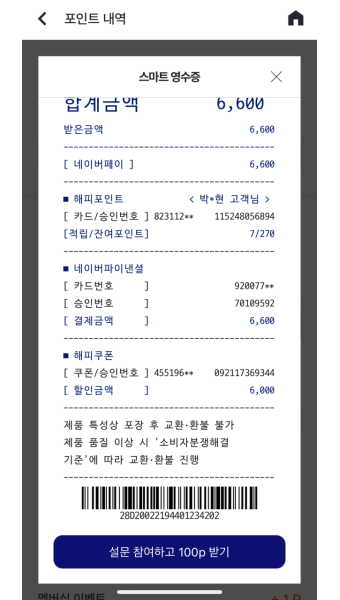 포인트 내역
스마트 영수증
합계금액 6,600
받은금액 6,600
[ 네이버페이 ] 6,600
■ 해피포인트 < 박*현 고객님 >
[ 카드/승인번호 ] 823112** 115248056894
[적립/잔여포인트] 7/270
■ 네이버파이낸셜
[ 카드번호 ] 920077**
[ 승인번호 ] 70109592
[ 결제금액 ] 6,600
■ 해피쿠폰
[ 쿠폰/승인번호 ] 455196** 092117369344
[ 할인금액 ] 6,000
제품 특성상 포장 후 교환·환불 불가
제품 품질 이상 시 '소비자분쟁해결
기준'에 따라 교환·환불 진행
28D20022194401234202
설문 참여하고 100p 받기
멤버십 이벤트